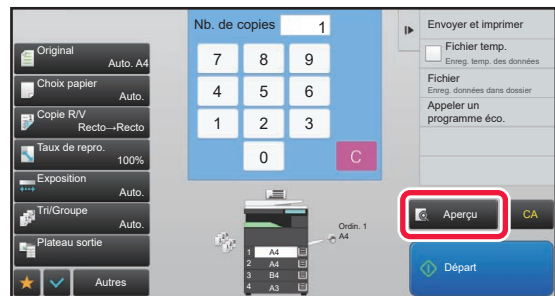 Original
Auto. A4
Choix papier
Auto.
Copie R/V
Recto→Recto
Taux de repro.
100%
Exposition
Auto.
Tri/Groupe
Auto.
Plateau sortie
Autres
Nb. de copies 1
7 8 9
4 5 6
1 2 3
0 C
Ordin. 1
A4
1 A4
2 A4
3 B4
4 A3
Envoyer et imprimer
Fichier temp.
Enreg. temp. des données
Fichier
Enreg. données dans dossier
Appeler un
programme éco.
Aperçu
CA
Départ